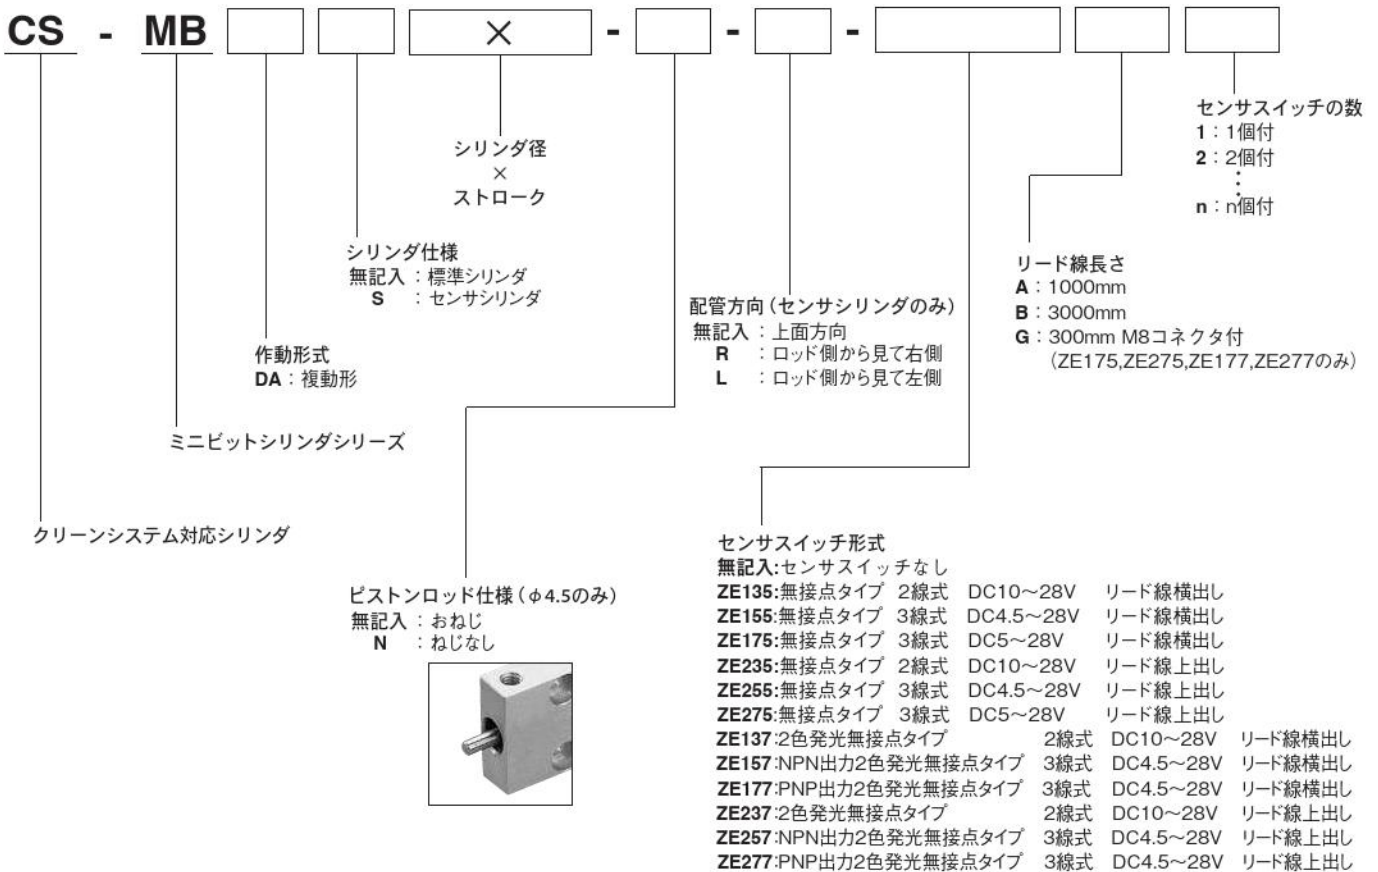 CS - MB × - - -
センサスイッチの数
1：1個付
2：2個付
n：n個付
シリンダ径
×
ストローク
シリンダ仕様
無記入：標準シリンダ
S：センサシリンダ
リード線長さ
A：1000mm
B：3000mm
G：300mm M8コネクタ付
（ZE175,ZE275,ZE177,ZE277のみ）
配管方向（センサシリンダのみ）
無記入：上面方向
R：ロッド側から見て右側
L：ロッド側から見て左側
作動形式
DA：複動形
ミニビットシリンダシリーズ
クリーンシステム対応シリンダ
ピストンロッド仕様（φ4.5のみ）
無記入：おねじ
N：ねじなし
センサスイッチ形式
無記入:センサスイッチなし
ZE135:無接点タイプ 2線式 DC10～28V リード線横出し
ZE155:無接点タイプ 3線式 DC4.5～28V リード線横出し
ZE175:無接点タイプ 3線式 DC5～28V リード線横出し
ZE235:無接点タイプ 2線式 DC10～28V リード線上出し
ZE255:無接点タイプ 3線式 DC4.5～28V リード線上出し
ZE275:無接点タイプ 3線式 DC5～28V リード線上出し
ZE137:2色発光無接点タイプ 2線式 DC10～28V リード線横出し
ZE157:NPN出力2色発光無接点タイプ 3線式 DC4.5～28V リード線横出し
ZE177:PNP出力2色発光無接点タイプ 3線式 DC4.5～28V リード線横出し
ZE237:2色発光無接点タイプ 2線式 DC10～28V リード線上出し
ZE257:NPN出力2色発光無接点タイプ 3線式 DC4.5～28V リード線上出し
ZE277:PNP出力2色発光無接点タイプ 3線式 DC4.5～28V リード線上出し